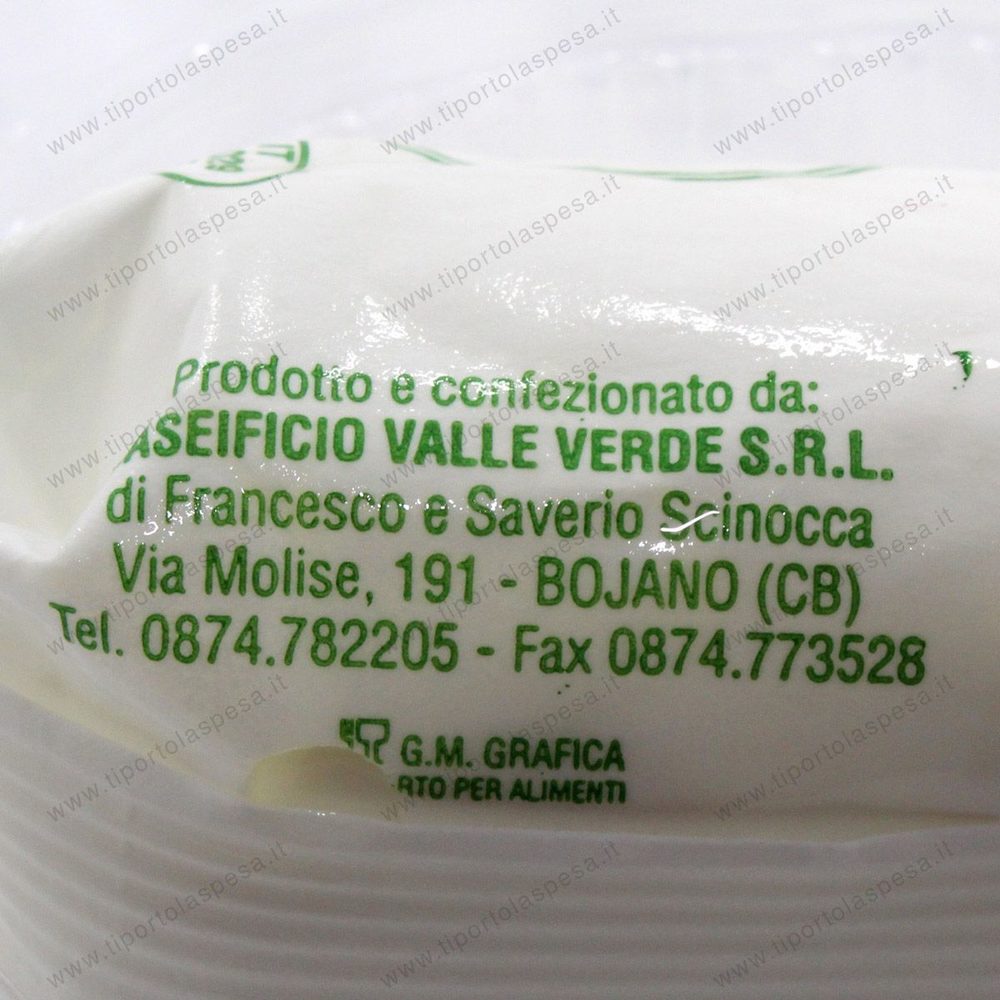 Prodotto e confezionato da:
ASEIFICIO VALLE VERDE S.R.L.
di Francesco e Saverio Scinocca
Via Molise, 191 - BOJANO (CB)
Tel. 0874.782205 - Fax 0874.773528
G.M. GRAFICA
RTO PER ALIMENTI
www.tiportolaspesa.it